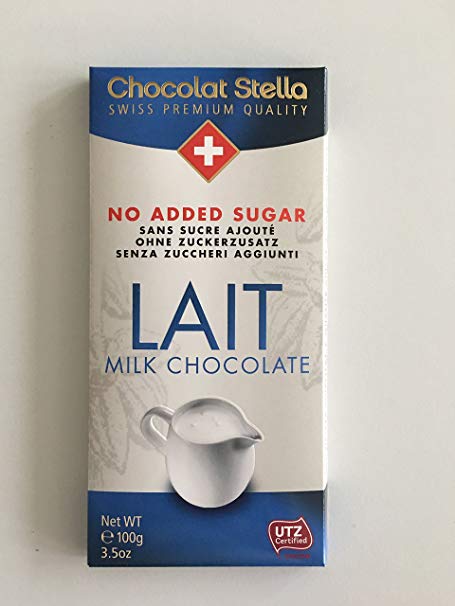 Chocolat Stella
SWISS PREMIUM QUALITY
NO ADDED SUGAR
SANS SUCRE AJOUTÉ
OHNE ZUCKERZUSATZ
SENZA ZUCCHERI AGGIUNTI
LAIT
MILK CHOCOLATE
Net WT
℮100g
3.5oz
UTZ
Certified